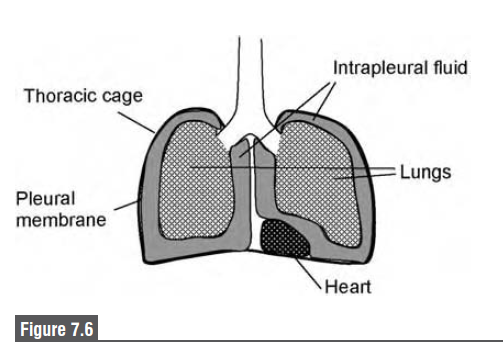 Intrapleural fluid
Thoracic cage
Lungs
Pleural
membrane
Heart
Figure 7.6